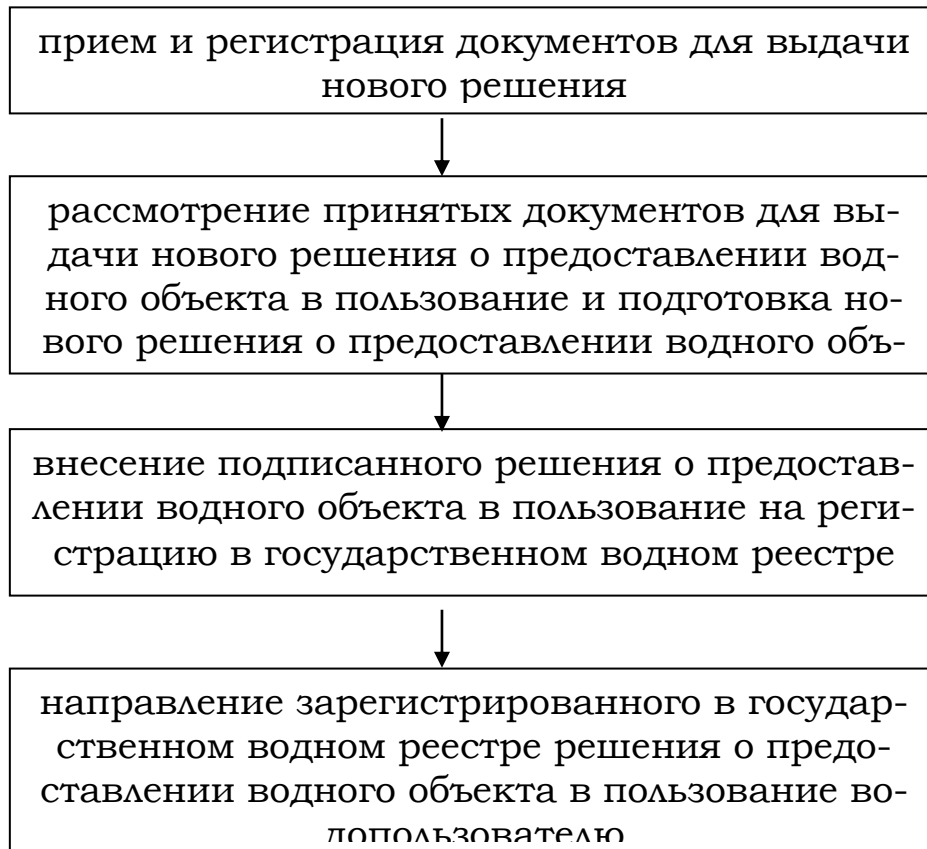 прием и регистрация документов для выдачи
нового решения
рассмотрение принятых документов для вы-
дачи нового решения о предоставлении вод-
ного объекта в пользование и подготовка но-
вого решения о предоставлении водного объ-
внесение подписанного решения о предостав-
лении водного объекта в пользование на реги-
страцию в государственном водном реестре
направление зарегистрированного в государ-
ственном водном реестре решения о предо-
ставлении водного объекта в пользование во-
допользователю